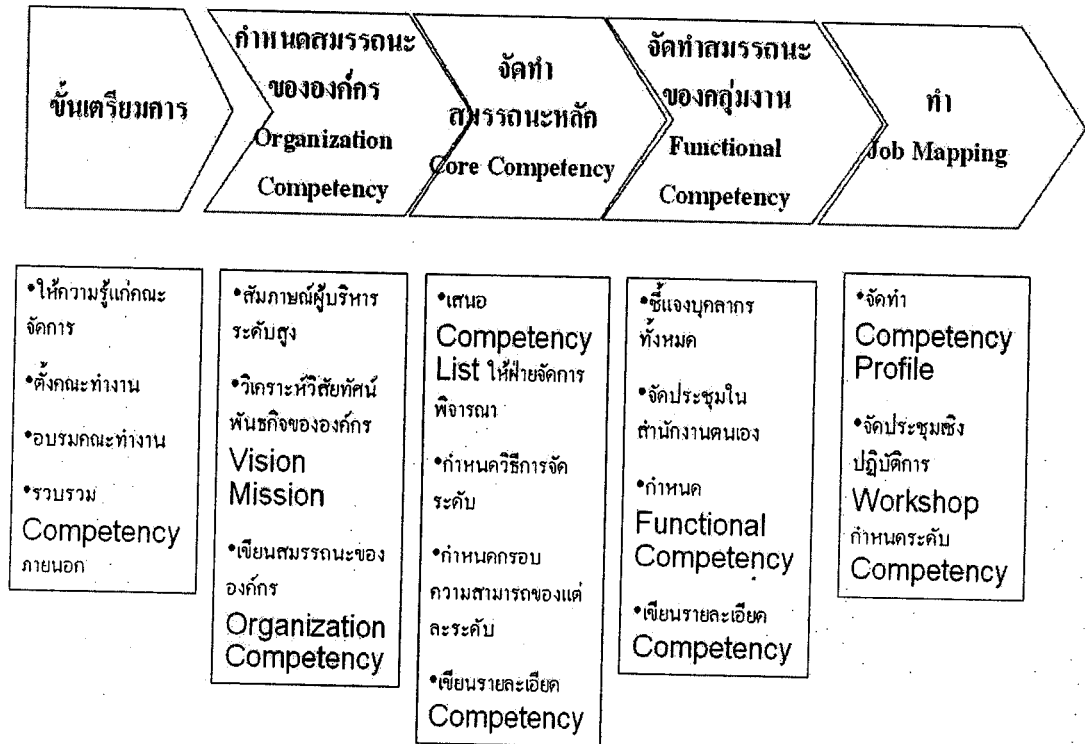 ขั้นเตรียมการ
กำหนดสมรรถนะ
ขององค์กร
Organization
Competency
จัดทำ
สมรรถนะหลัก
Core Competency
จัดทำสมรรถนะ
ของกลุ่มงาน
Functional
Competency
ทำ
Job Mapping
•ให้ความรู้แก่คณะ
จัดการ
•ตั้งคณะทำงาน
•อบรมคณะทำงาน
•รวบรวม
Competency
ภายนอก
•สัมภาษณ์ผู้บริหาร
ระดับสูง
•วิเคราะห์วิสัยทัศน์
พันธกิจขององค์กร
Vision
Mission
•เขียนสมรรถนะของ
องค์กร
Organization
Competency
•เสนอ
Competency
List ให้ฝ่ายจัดการ
พิจารณา
•กำหนดวิธีการจัด
ระดับ
•กำหนดกรอบ
ความสามารถของแต่
ละระดับ
•เขียนรายละเอียด
Competency
•ชี้แจงบุคลากร
ทั้งหมด
•จัดประชุมใน
สำนักงานตนเอง
•กำหนด
Functional
Competency
•เขียนรายละเอียด
Competency
•จัดทำ
Competency
Profile
•จัดประชุมเชิง
ปฏิบัติการ
Workshop
กำหนดระดับ
Competency